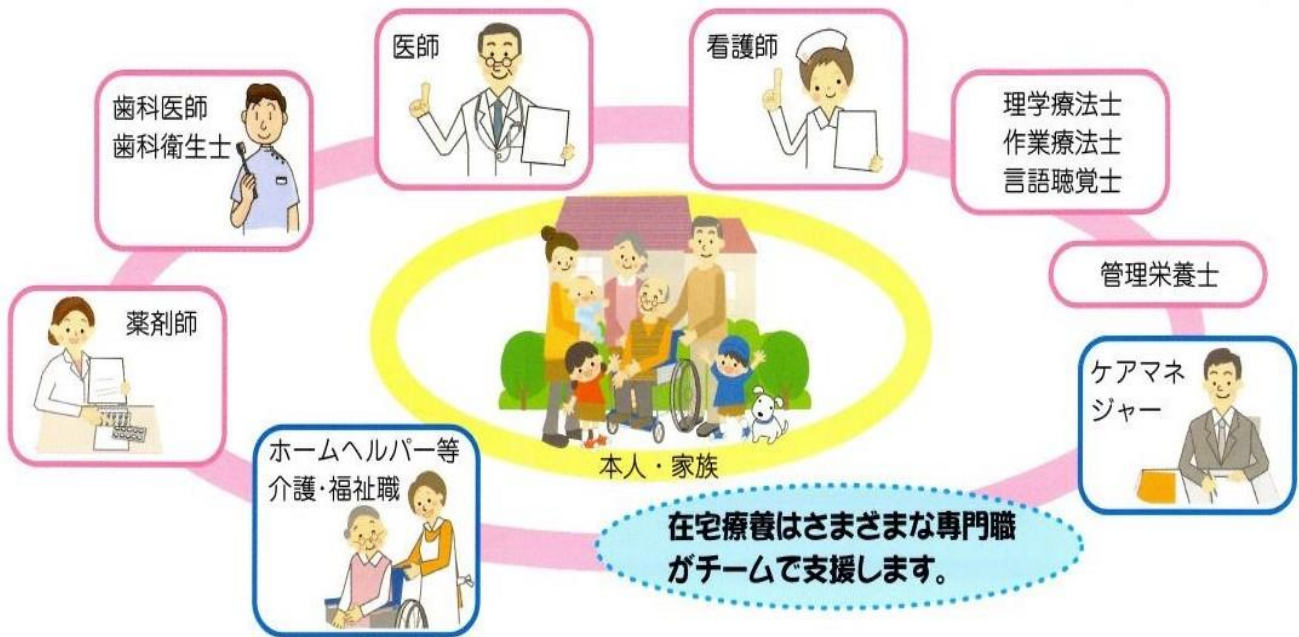 医師
看護師
歯科医師
歯科衛生士
理学療法士
作業療法士
言語聴覚士
管理栄養士
薬剤師
ケアマネ
ジャー
ホームヘルパー等
介護・福祉職
本人・家族
在宅療養はさまざまな専門職
がチームで支援します。